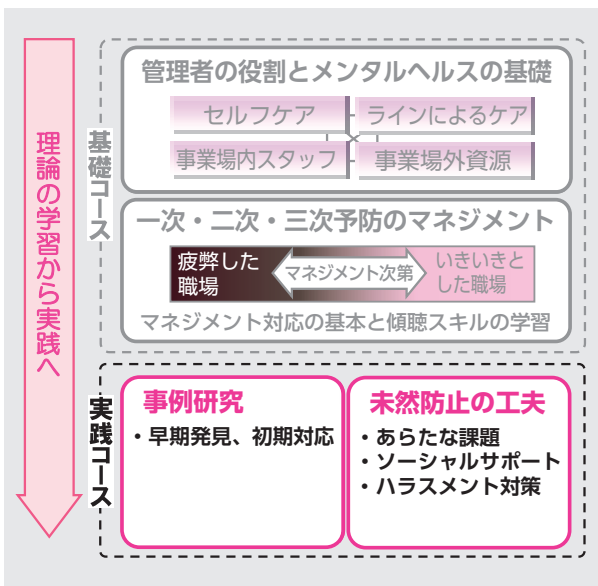 理論の学習から実践へ
基礎コース
管理者の役割とメンタルヘルスの基礎
セルフケア
ラインによるケア
事業場内スタッフ
事業場外資源
一次・二次・三次予防のマネジメント
疲弊した
職場
マネジメント次第
いきいきと
した職場
マネジメント対応の基本と傾聴スキルの学習
実践コース
事例研究
・早期発見、初期対応
未然防止の工夫
・あらたな課題
・ソーシャルサポート
・ハラスメント対策